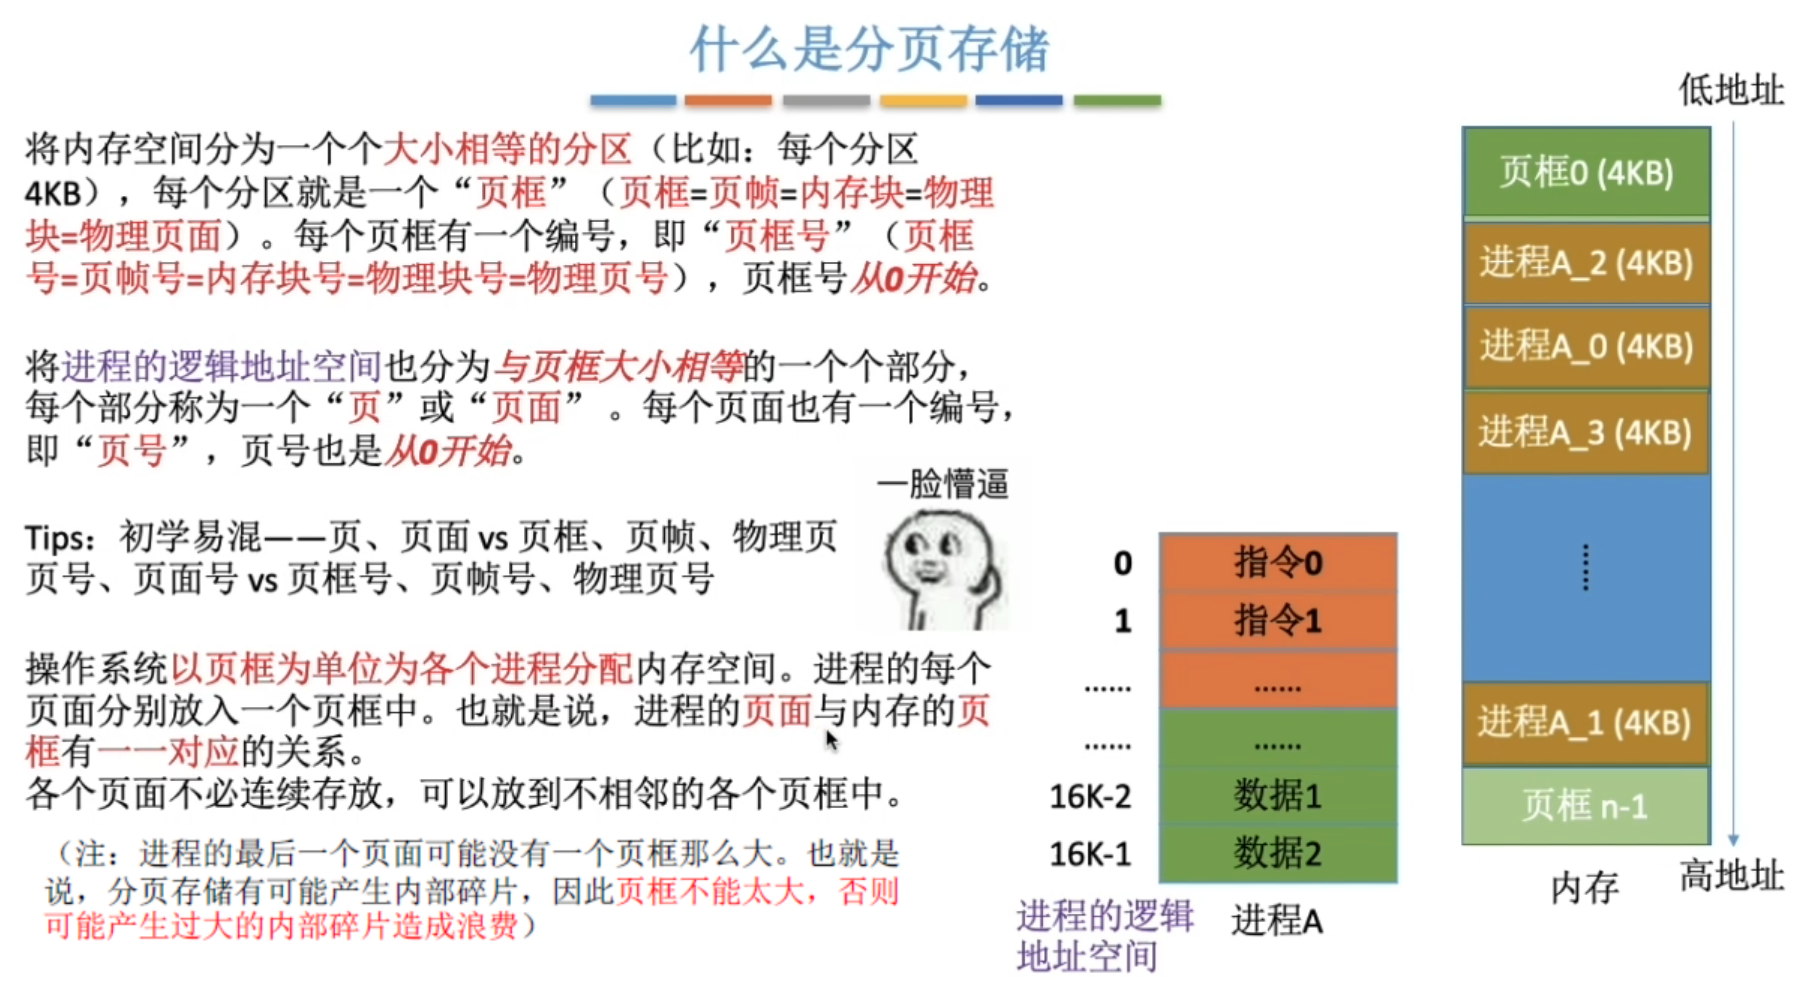 什么是分页存储
将内存空间分为一个个大小相等的分区（比如：每个分区
4KB），每个分区就是一个“页框”（页框=页帧=内存块=物理
块=物理页面）。每个页框有一个编号，即“页框号”（页框
号=页帧号=内存块号=物理块号=物理页号），页框号从0开始。
将进程的逻辑地址空间也分为与页框大小相等的一个个部分，
每个部分称为一个“页”或“页面” 。每个页面也有一个编号，
即“页号”，页号也是从0开始。
Tips：初学易混——页、页面 vs 页框、页帧、物理页
页号、页面号 vs 页框号、页帧号、物理页号
一脸懵逼
操作系统以页框为单位为各个进程分配内存空间。进程的每个
页面分别放入一个页框中。也就是说，进程的页面与内存的页
框有一一对应的关系。
各个页面不必连续存放，可以放到不相邻的各个页框中。
（注：进程的最后一个页面可能没有一个页框那么大。也就是
说，分页存储有可能产生内部碎片，因此页框不能太大，否则
可能产生过大的内部碎片造成浪费）
0 指令0
1 指令1
...... ......
...... ......
16K-2 数据1
16K-1 数据2
进程的逻辑
地址空间
进程A
低地址
页框0 (4KB)
进程A_2 (4KB)
进程A_0 (4KB)
进程A_3 (4KB)
......
进程A_1 (4KB)
页框 n-1
内存
高地址